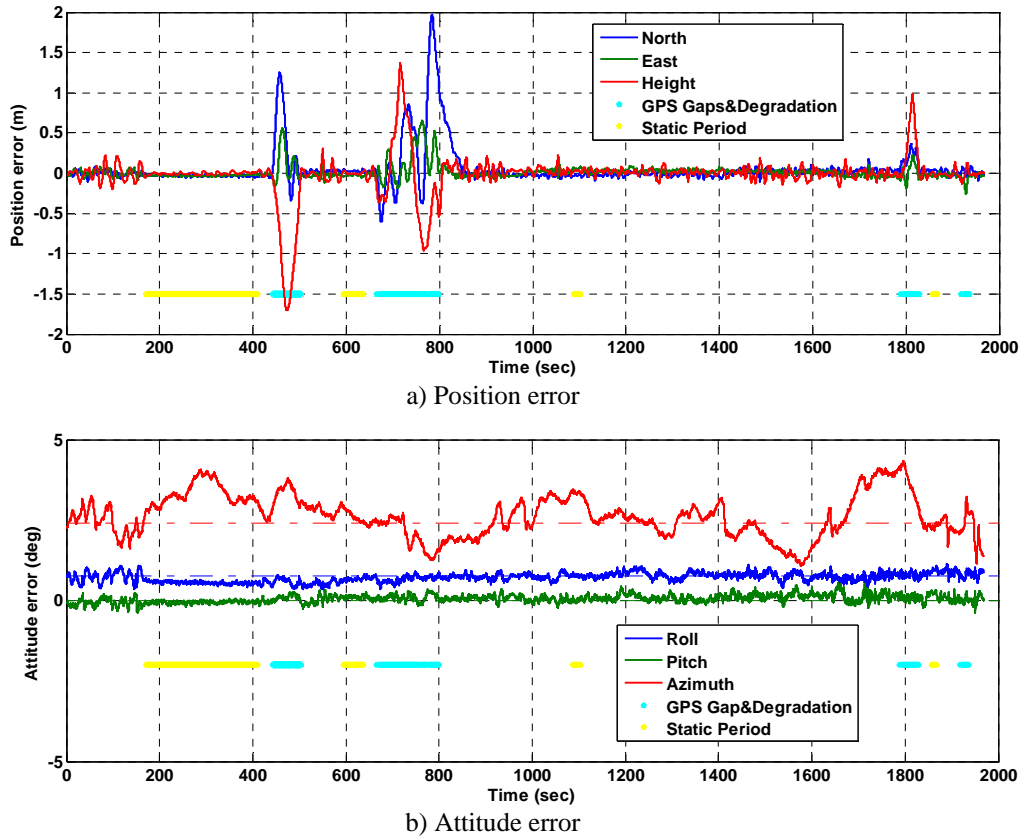 2
1.5
1
0.5
0
-0.5
-1
-1.5
-2
Position error (m)
North
East
Height
GPS Gaps&Degradation
Static Period
0 200 400 600 800 1000 1200 1400 1600 1800 2000
Time (sec)
a) Position error
5
0
-5
Attitude error (deg)
Roll
Pitch
Azimuth
GPS Gap&Degradation
Static Period
0 200 400 600 800 1000 1200 1400 1600 1800 2000
Time (sec)
b) Attitude error